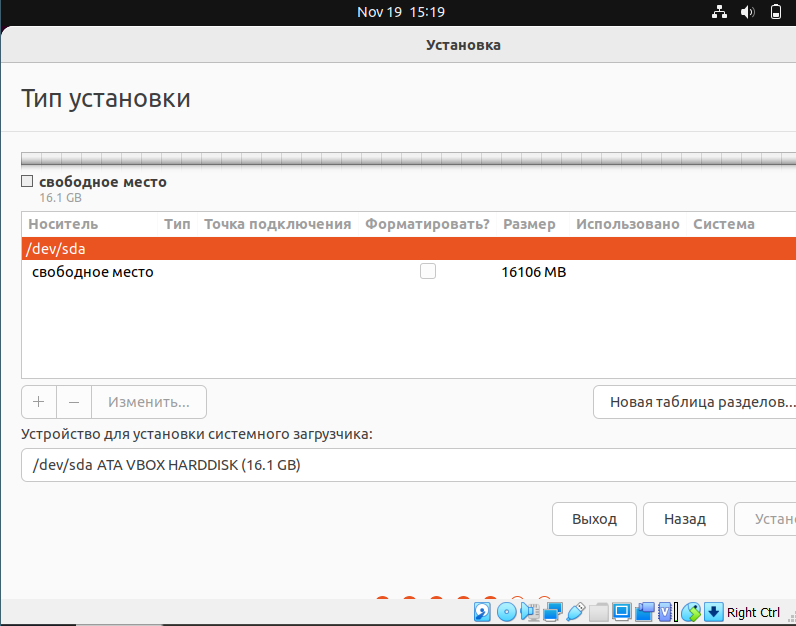 Nov 19 15:19
Установка
Тип установки
свободное место
16.1 GB
Носитель Тип Точка подключения Форматировать? Размер Использовано Система
/dev/sda
свободное место 16106 MB
+ − Изменить... Новая таблица разделов...
Устройство для установки системного загрузчика:
/dev/sda ATA VBOX HARDDISK (16.1 GB)
Выход Назад Устан
Right Ctrl